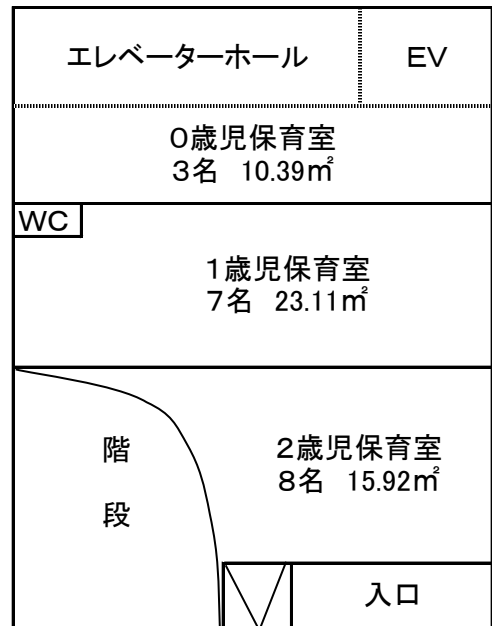 エレベーターホール
EV
０歳児保育室
３名 10.39㎡
WC
１歳児保育室
７名 23.11㎡
階
段
２歳児保育室
８名 15.92㎡
入口